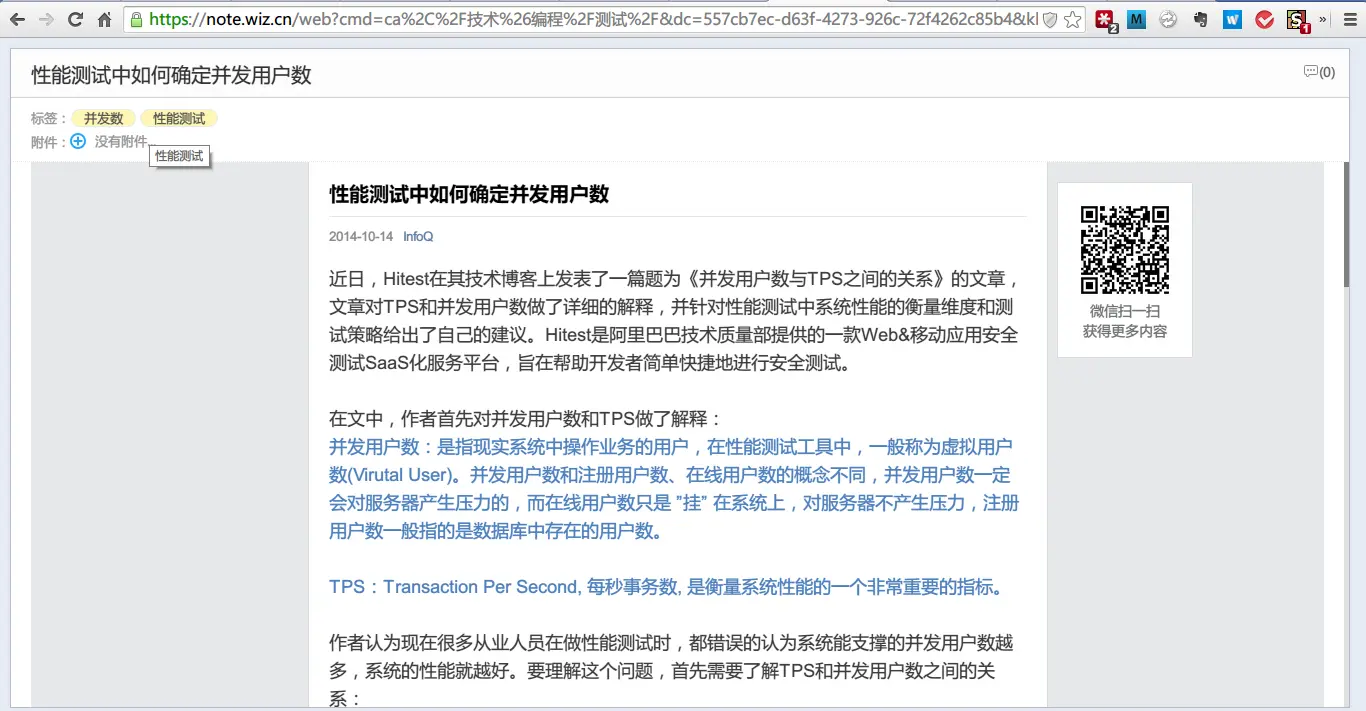 https://note.wiz.cn/web?cmd=ca%2C%2F技术%26编程%2F测试%2F&dc=557cb7ec-d63f-4273-926c-72f4262c85b4&kl
2
M
W
S
1
»
性能测试中如何确定并发用户数
(0)
标签： 并发数 性能测试
附件： 没有附件...
性能测试
性能测试中如何确定并发用户数
2014-10-14 InfoQ
近日，Hitest在其技术博客上发表了一篇题为《并发用户数与TPS之间的关系》的文章，
文章对TPS和并发用户数做了详细的解释，并针对性能测试中系统性能的衡量维度和测
试策略给出了自己的建议。Hitest是阿里巴巴技术质量部提供的一款Web&移动应用安全
测试SaaS化服务平台，旨在帮助开发者简单快捷地进行安全测试。
在文中，作者首先对并发用户数和TPS做了解释：
并发用户数：是指现实系统中操作业务的用户，在性能测试工具中，一般称为虚拟用户
数(Virutal User)。并发用户数和注册用户数、在线用户数的概念不同，并发用户数一定
会对服务器产生压力的，而在线用户数只是 "挂" 在系统上，对服务器不产生压力，注册
用户数一般指的是数据库中存在的用户数。
TPS：Transaction Per Second, 每秒事务数, 是衡量系统性能的一个非常重要的指标。
作者认为现在很多从业人员在做性能测试时，都错误的认为系统能支撑的并发用户数越
多，系统的性能就越好。要理解这个问题，首先需要了解TPS和并发用户数之间的关
系：
微信扫一扫
获得更多内容